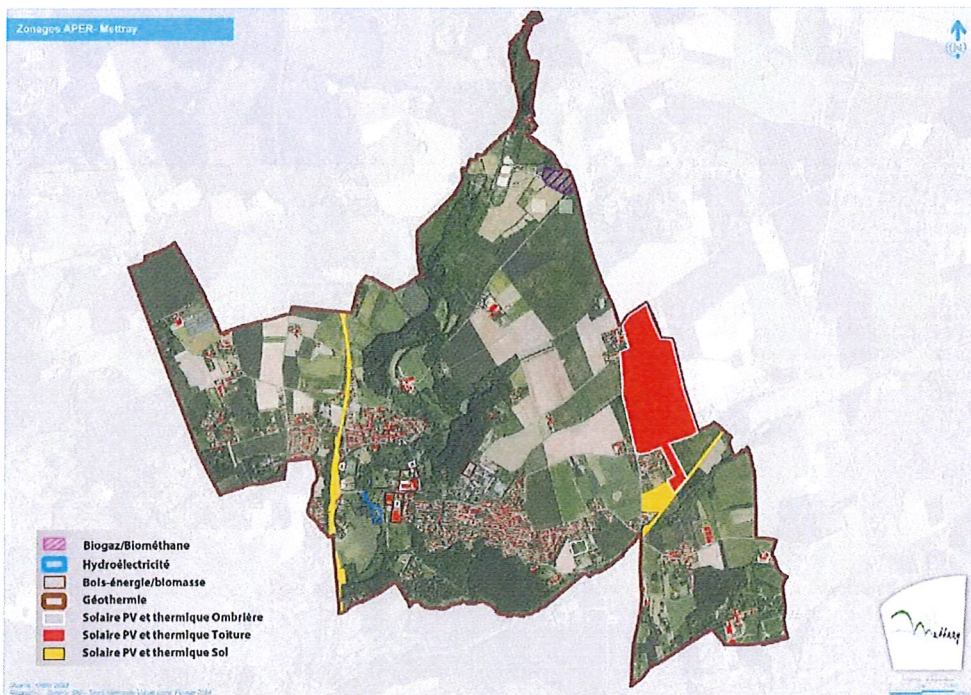 Zonages APER- Mettray
Biogaz/Biométhane
Hydroélectricité
Bois-énergie/biomasse
Géothermie
Solaire PV et thermique Ombrière
Solaire PV et thermique Toiture
Solaire PV et thermique Sol
Mettray